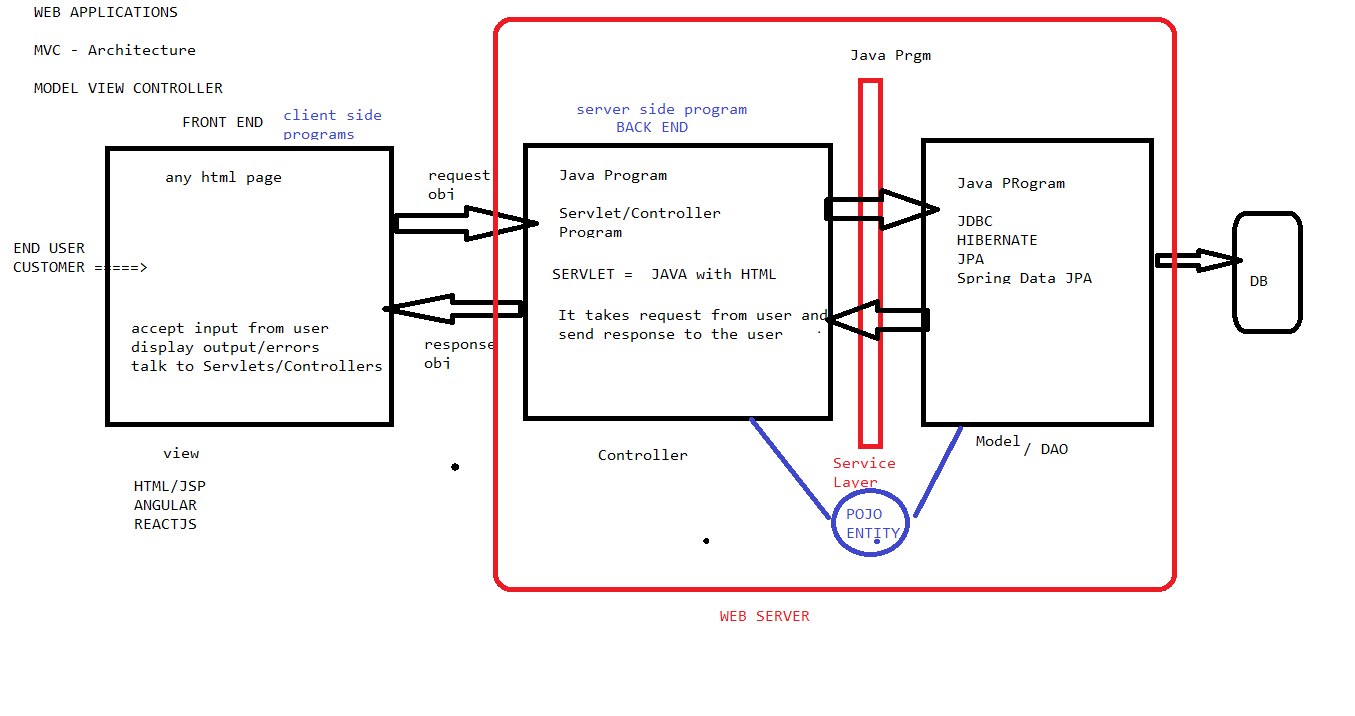 WEB APPLICATIONS
MVC - Architecture
MODEL VIEW CONTROLLER
FRONT END
client side
programs
any html page
END USER
CUSTOMER =====>
accept input from user
display output/errors
talk to Servlets/Controllers
view
HTML/JSP
ANGULAR
REACTJS
request
obj
response
obj
server side program
BACK END
Java Program
Servlet/Controller
Program
SERVLET = JAVA with HTML
It takes request from user and
send response to the user
Controller
Java Prgm
Service
Layer
POJO
ENTITY
Java PRogram
JDBC
HIBERNATE
JPA
Spring Data JPA
Model / DAO
DB
WEB SERVER